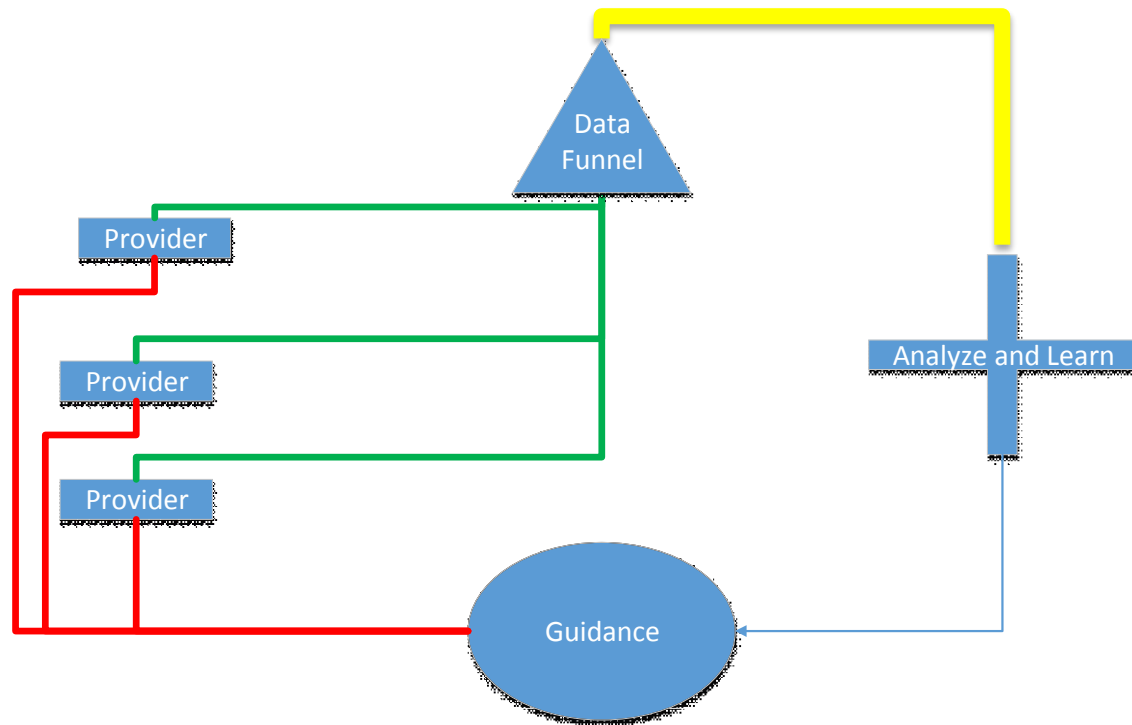 Data
Funnel
Provider
Analyze and Learn
Provider
Provider
Guidance